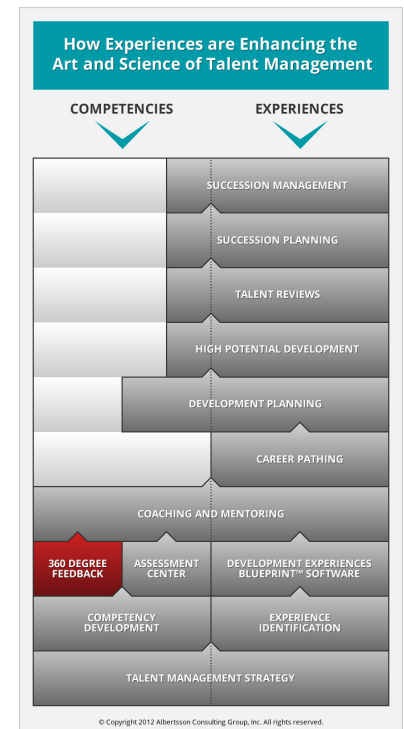 How Experiences are Enhancing the
Art and Science of Talent Management
COMPETENCIES
EXPERIENCES
SUCCESSION MANAGEMENT
SUCCESSION PLANNING
TALENT REVIEWS
HIGH POTENTIAL DEVELOPMENT
DEVELOPMENT PLANNING
CAREER PATHING
COACHING AND MENTORING
360 DEGREE
FEEDBACK
ASSESSMENT
CENTER
DEVELOPMENT EXPERIENCES
BLUEPRINT™ SOFTWARE
COMPETENCY
DEVELOPMENT
EXPERIENCE
IDENTIFICATION
TALENT MANAGEMENT STRATEGY
© Copyright 2012 Albertsson Consulting Group, Inc. All rights reserved.